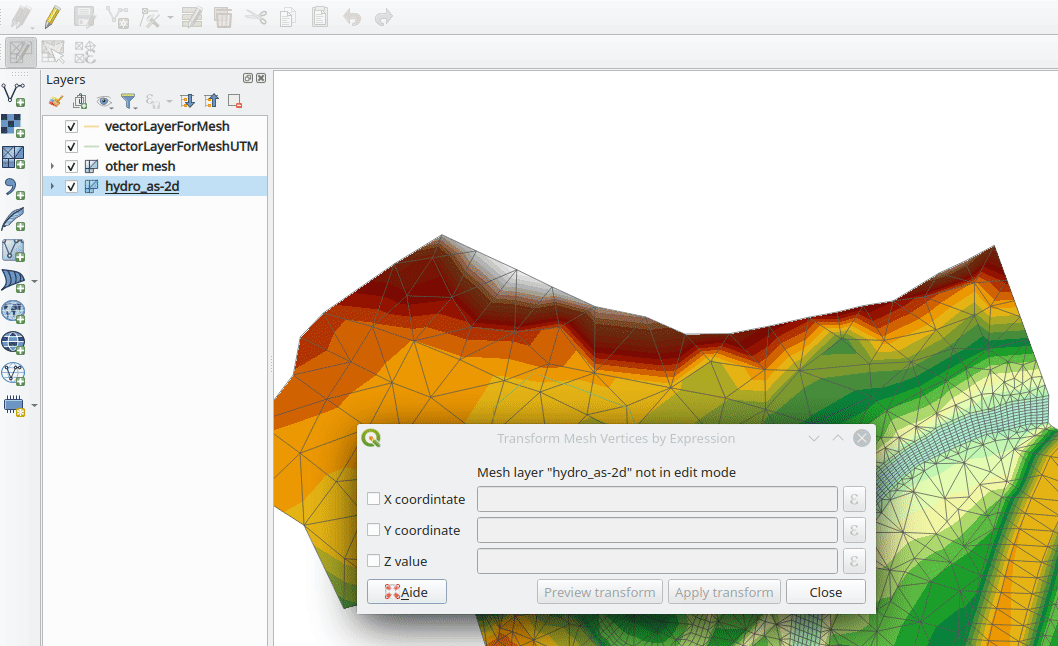 Layers
vectorLayerForMesh
vectorLayerForMeshUTM
other mesh
hydro_as-2d
Transform Mesh Vertices by Expression
Mesh layer "hydro_as-2d" not in edit mode
X coordintate
Y coordinate
Z value
Aide
Preview transform
Apply transform
Close